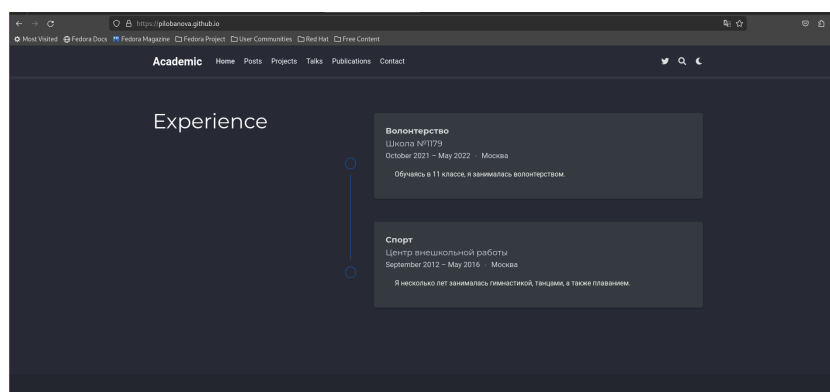 https://pilobanova.github.io
Most Visited Fedora Docs Fedora Magazine Fedora Project User Communities Red Hat Free Content
Academic Home Posts Projects Talks Publications Contact
Experience
Волонтерство
Школа №1179
October 2021 – May 2022 · Москва
Обучаясь в 11 классе, я занималась волонтерством.
Спорт
Центр внешкольной работы
September 2012 – May 2016 · Москва
Я несколько лет занималась гимнастикой, танцами, а также плаванием.